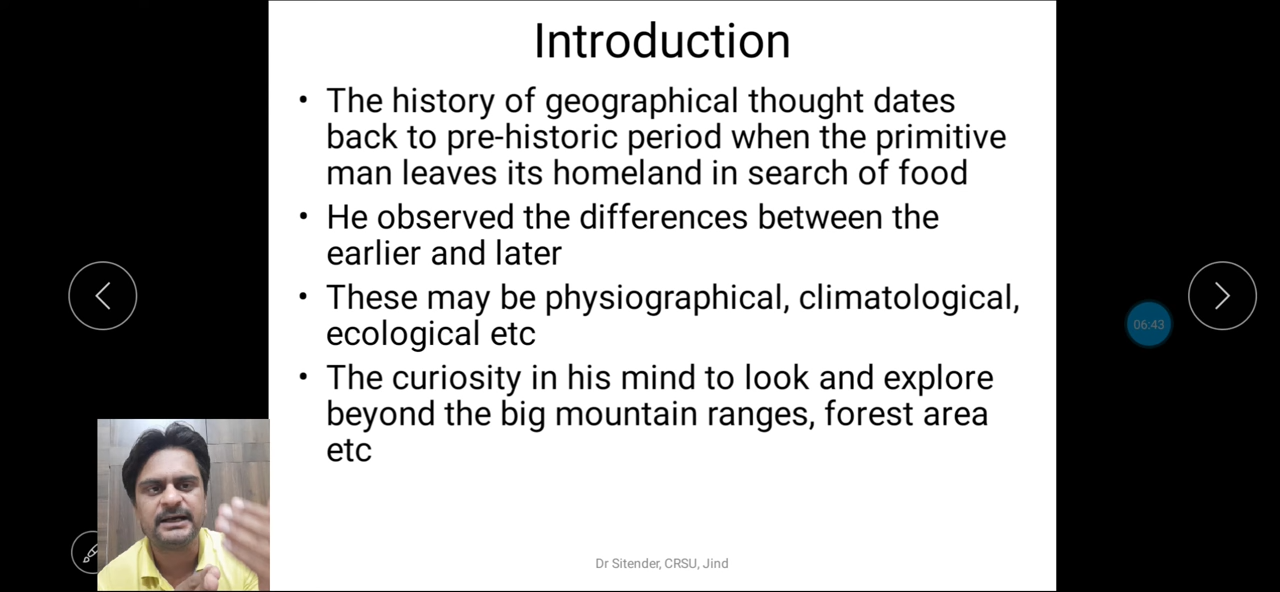 Introduction
• The history of geographical thought dates
back to pre-historic period when the primitive
man leaves its homeland in search of food
• He observed the differences between the
earlier and later
• These may be physiographical, climatological,
ecological etc
• The curiosity in his mind to look and explore
beyond the big mountain ranges, forest area
etc
06:43
Dr Sitender, CRSU, Jind